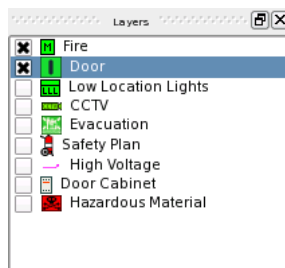 Layers
M Fire
Door
Low Location Lights
CCTV
Evacuation
Safety Plan
High Voltage
Door Cabinet
Hazardous Material